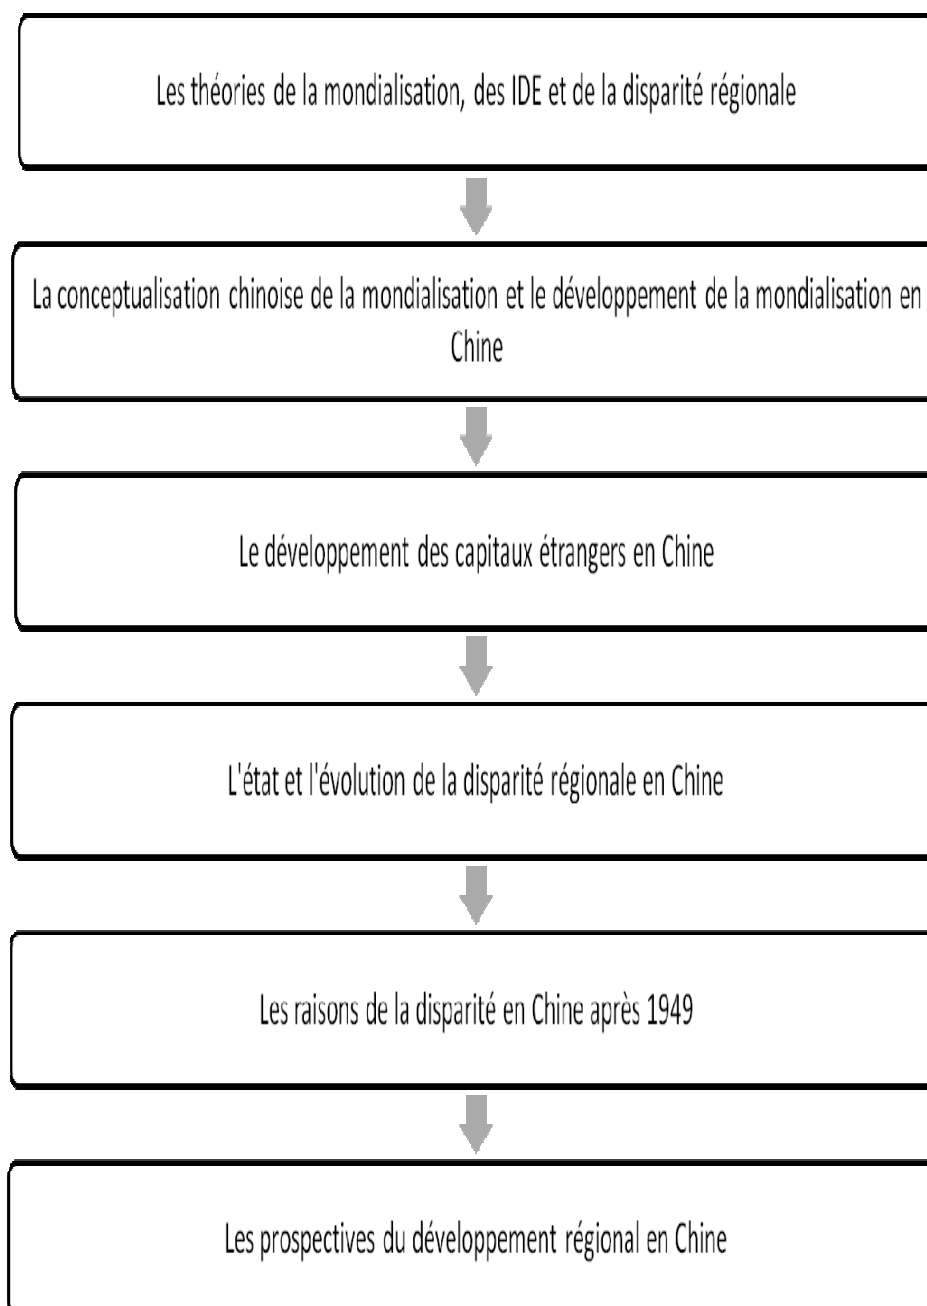 Les théories de la mondialisation, des IDE et de la disparité régionale
La conceptualisation chinoise de la mondialisation et le développement de la mondialisation en
Chine
Le développement des capitaux étrangers en Chine
L'état et l'évolution de la disparité régionale en Chine
Les raisons de la disparité en Chine après 1949
Les prospectives du développement régional en Chine